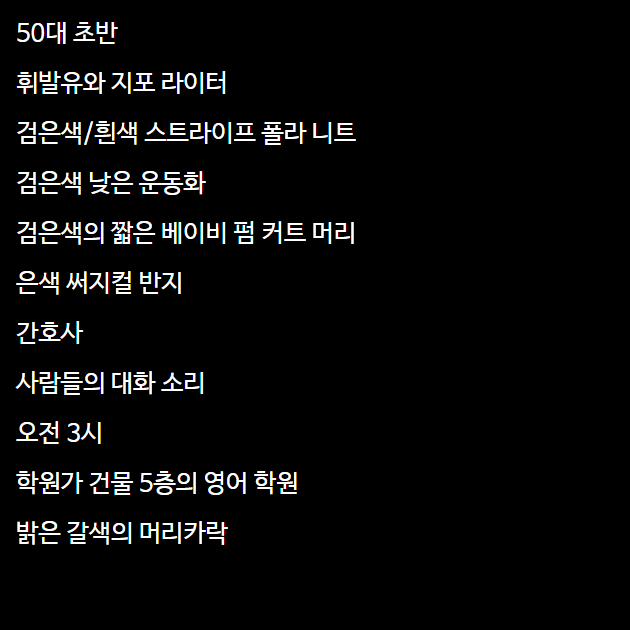 50대 초반
휘발유와 지포 라이터
검은색/흰색 스트라이프 폴라 니트
검은색 낮은 운동화
검은색의 짧은 베이비 펌 커트 머리
은색 써지컬 반지
간호사
사람들의 대화 소리
오전 3시
학원가 건물 5층의 영어 학원
밝은 갈색의 머리카락